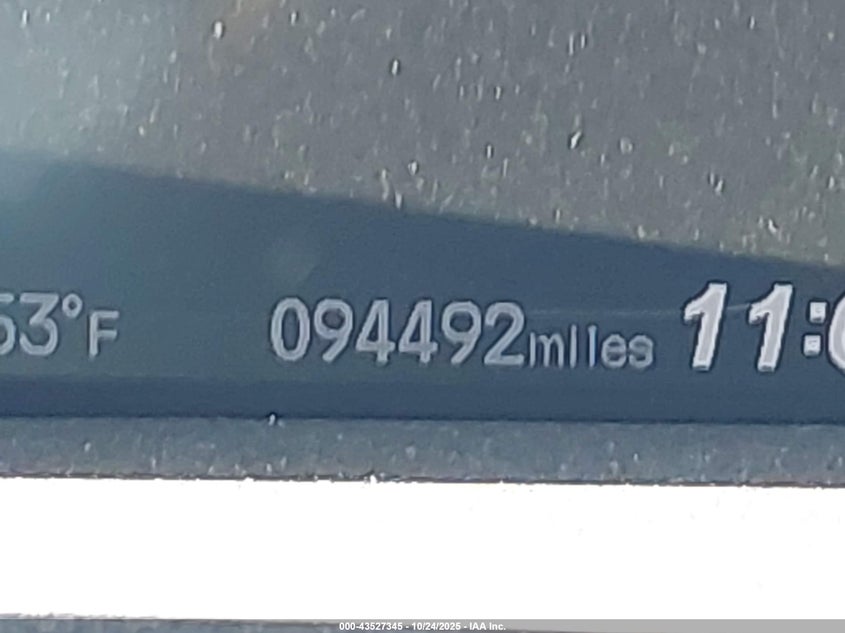 53°F 094492miles 11:
000-43527345 - 10/24/2025 - IAA Inc.